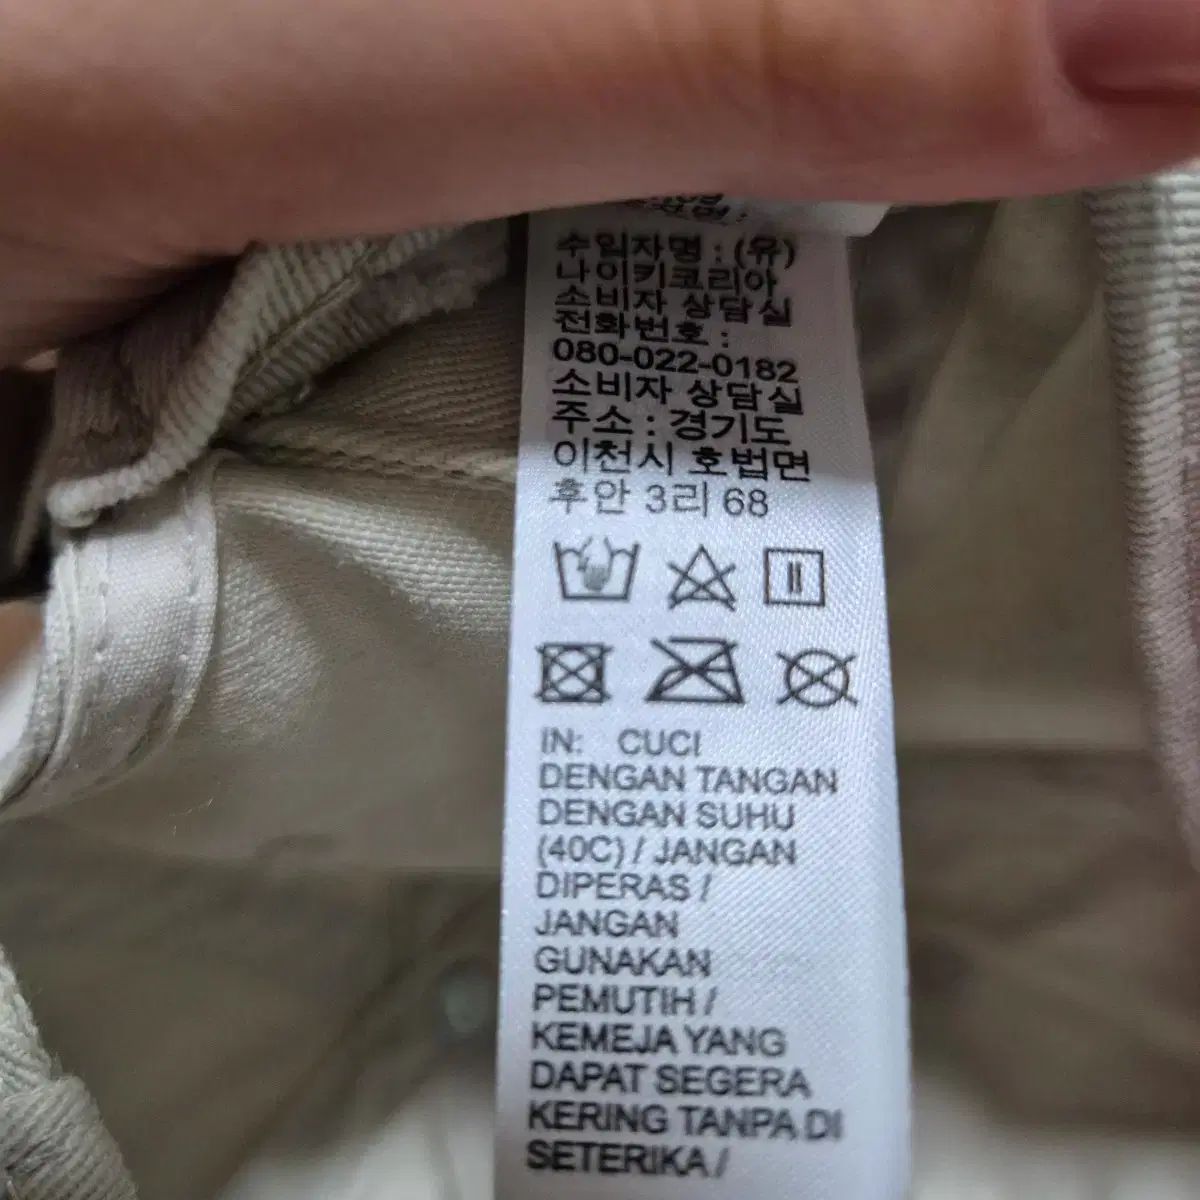 수입자명 : (유)
나이키코리아
소비자 상담실
전화번호 :
080-022-0182
소비자 상담실
주소 : 경기도
이천시 호법면
후안 3리 68
IN: CUCI
DENGAN TANGAN
DENGAN SUHU
(40C) / JANGAN
DIPERAS /
JANGAN
GUNAKAN
PEMUTIH /
KEMEJA YANG
DAPAT SEGERA
KERING TANPA DI
SETERIKA /